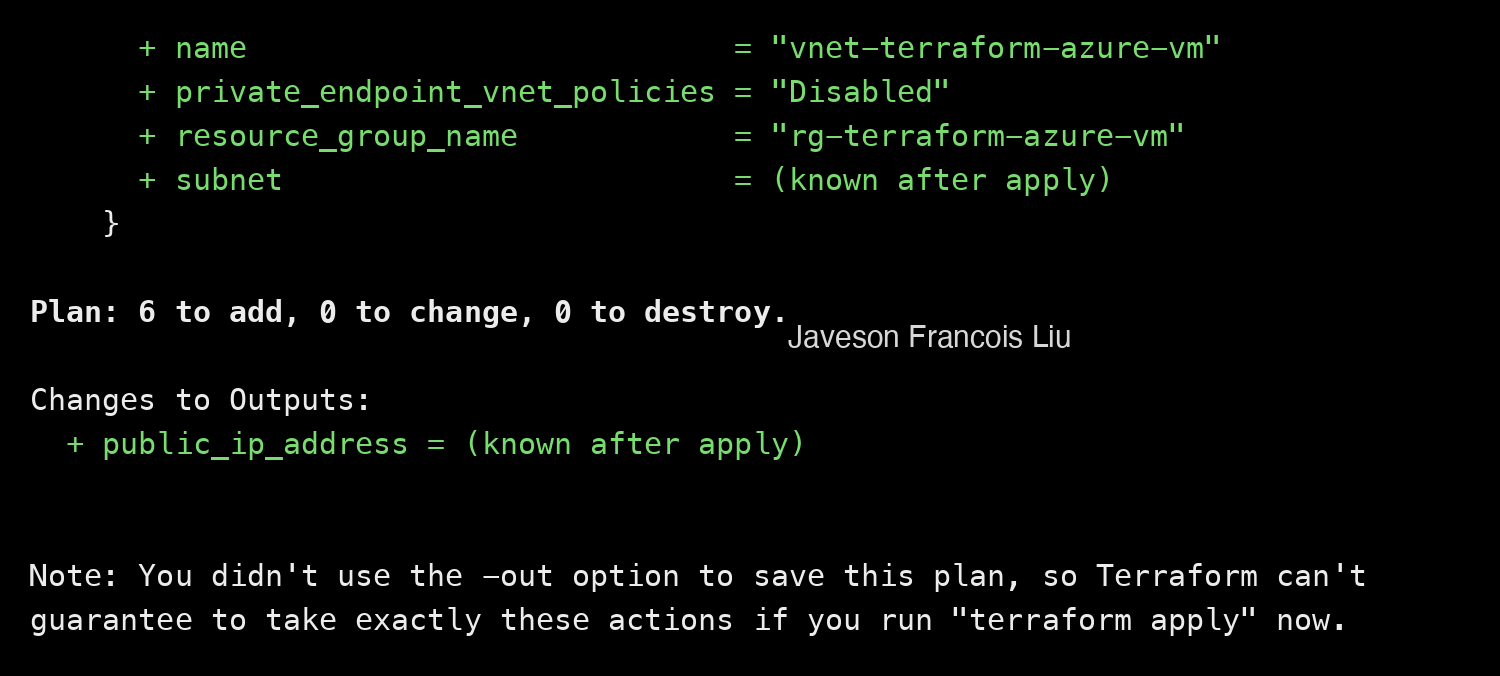 + name                           = "vnet-terraform-azure-vm"
+ private_endpoint_vnet_policies = "Disabled"
+ resource_group_name            = "rg-terraform-azure-vm"
+ subnet                         = (known after apply)
}
Plan: 6 to add, 0 to change, 0 to destroy.
Javeson Francois Liu
Changes to Outputs:
+ public_ip_address = (known after apply)
Note: You didn't use the -out option to save this plan, so Terraform can't
guarantee to take exactly these actions if you run "terraform apply" now.